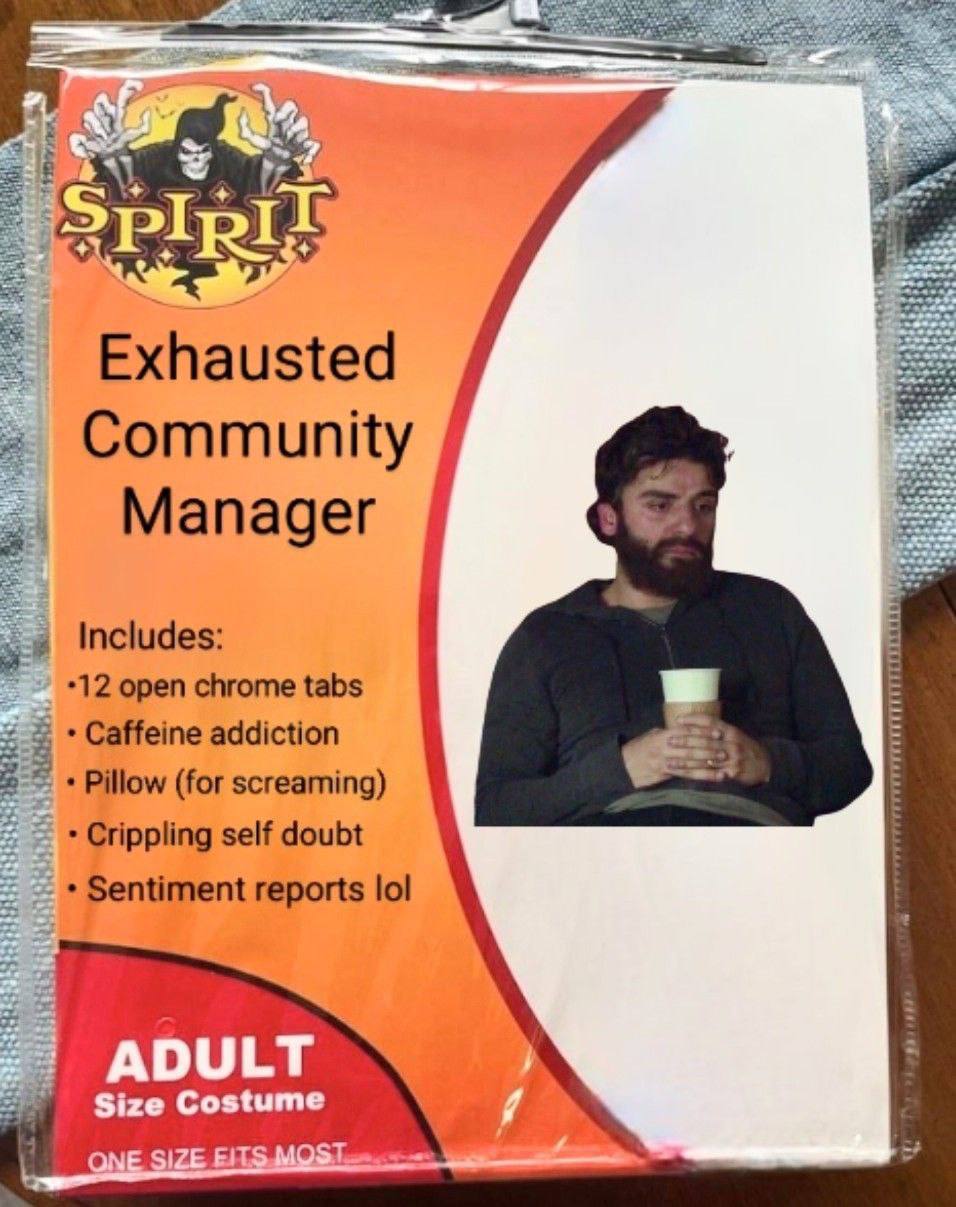 SPIRIT
Exhausted
Community
Manager
Includes:
•12 open chrome tabs
• Caffeine addiction
• Pillow (for screaming)
• Crippling self doubt
• Sentiment reports lol
ADULT
Size Costume
ONE SIZE FITS MOST